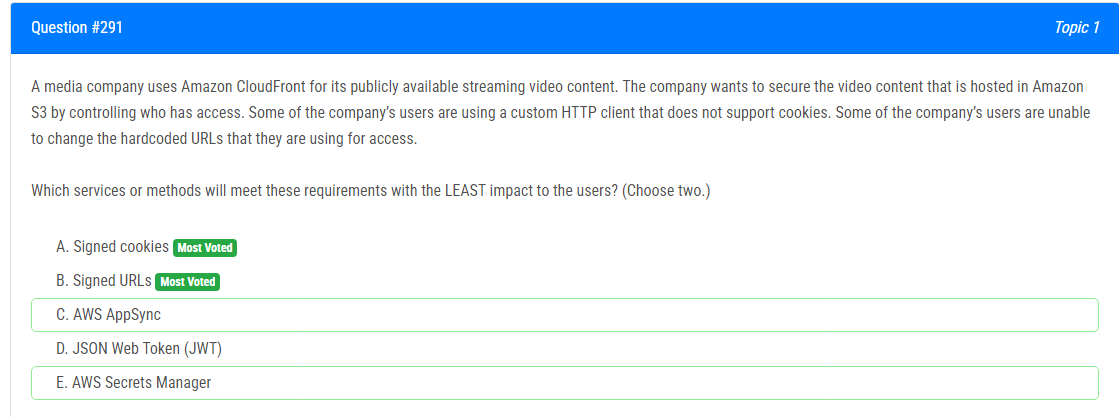 Question #291
Topic 1
A media company uses Amazon CloudFront for its publicly available streaming video content. The company wants to secure the video content that is hosted in Amazon
S3 by controlling who has access. Some of the company's users are using a custom HTTP client that does not support cookies. Some of the company's users are unable
to change the hardcoded URLs that they are using for access.
Which services or methods will meet these requirements with the LEAST impact to the users? (Choose two.)
A. Signed cookies Most Voted
B. Signed URLs Most Voted
C. AWS AppSync
D. JSON Web Token (JWT)
E. AWS Secrets Manager